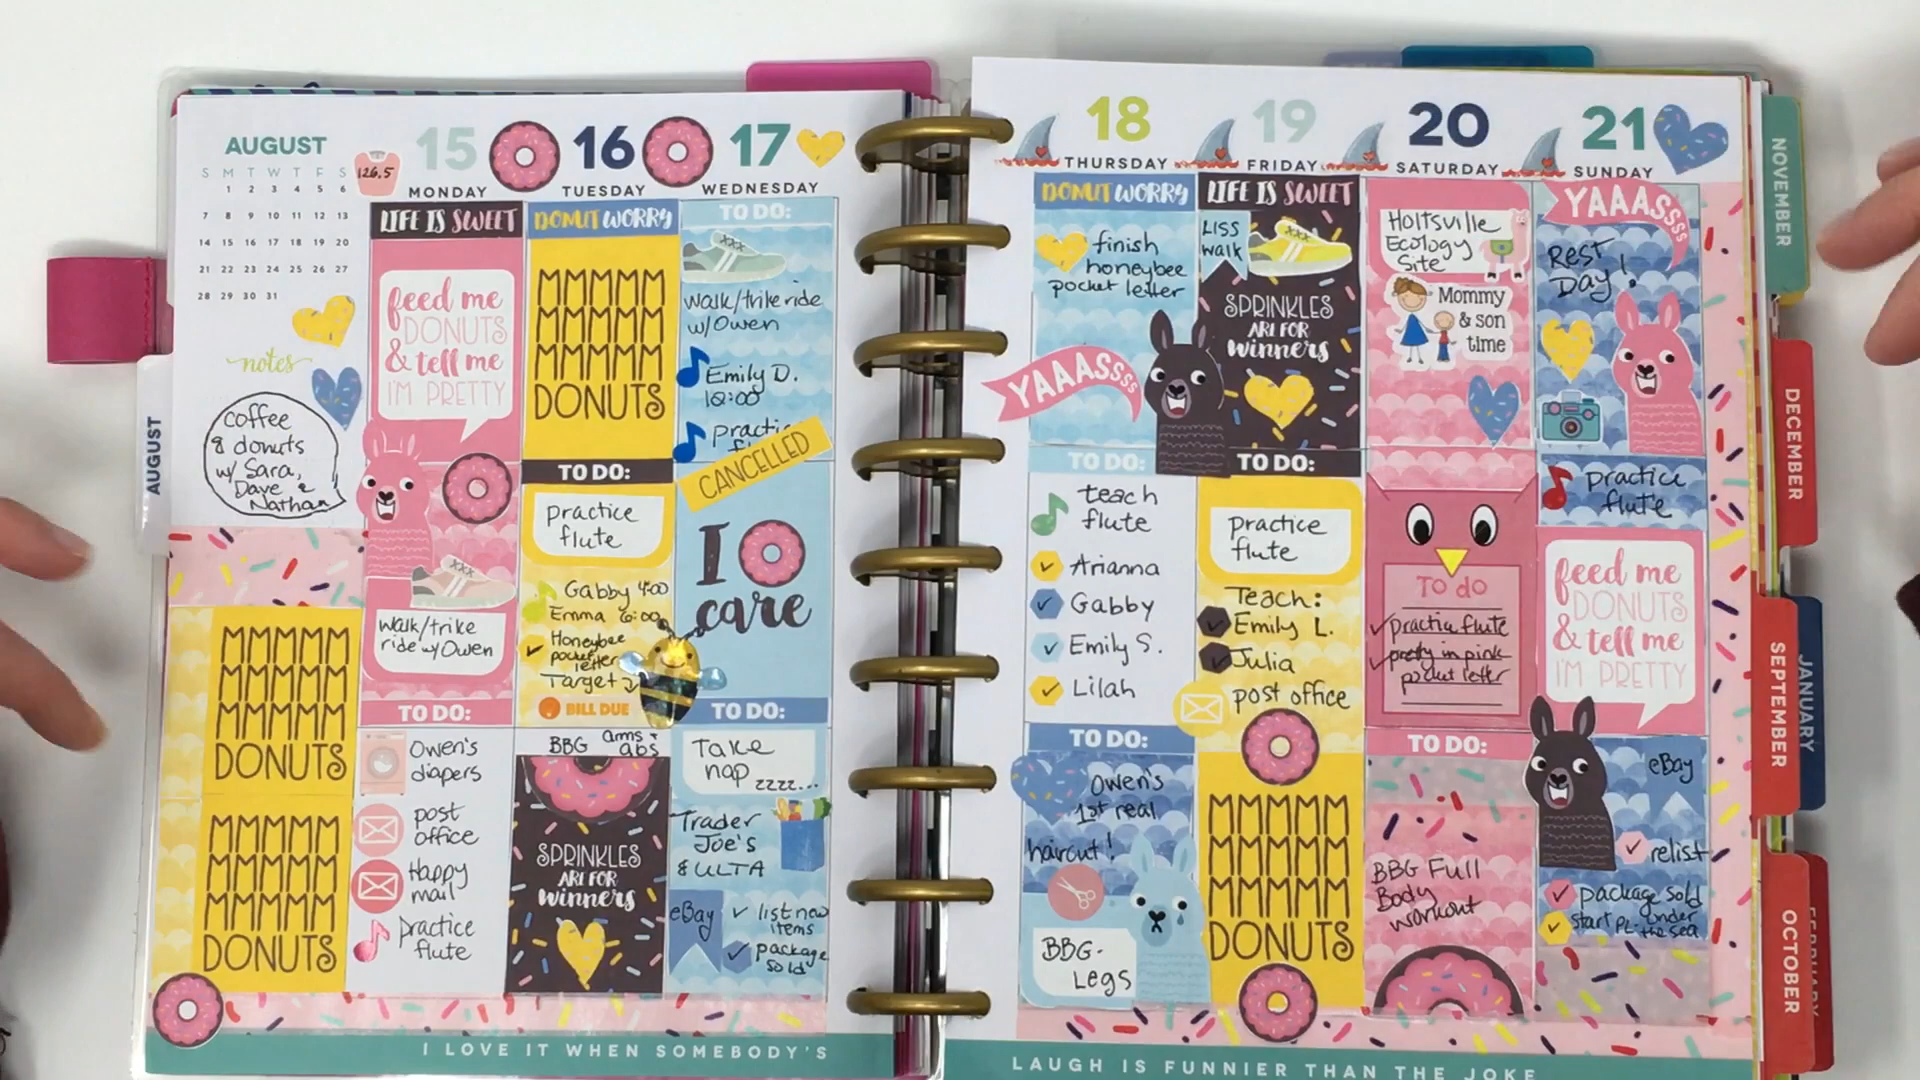 AUGUST
S M T W T F S
1 2 3 4 5 6
7 8 9 10 11 12 13
14 15 16 17 18 19 20
21 22 23 24 25 26 27
28 29 30 31
notes
coffee
& donuts
w/ Sara,
Dave &
Nathan
AUGUST
MMMMM
MMMMM
MMMMM
DONUTS
MMMMM
MMMMM
MMMMM
DONUTS
126.5
15
MONDAY
LIFE IS SWEET
feed me
DONUTS
& tell me
I'M PRETTY
walk/trike
ride w/Owen
TO DO:
Owen's
diapers
post
office
Happy
mail
practice
flute
16
TUESDAY
DONUT WORRY
MMMMM
MMMMM
MMMMM
DONUTS
TO DO:
practice
flute
Gabby 4:00
Emma 6:00
Honeybee
pocket
letter
Target
BILL DUE
BBG arms +
abs
SPRINKLES
ARE FOR
winners
17
WEDNESDAY
TO DO:
walk/trike ride
w/Owen
Emily D.
12:00
practi
CANCELLED
I
care
TO DO:
Take
nap zzzz...
Trader
Joe's
& ULTA
eBay
list new
items
package
sold
18
THURSDAY
DONUT WORRY
finish
honeybee
pocket letter
YAAASSSS
TO DO:
teach
flute
Arianna
Gabby
Emily S.
Lilah
TO DO:
Owen's
1st real
haircut!
BBG-
Legs
19
FRIDAY
LIFE IS SWEET
LISS
walk
SPRINKLES
ARE FOR
winners
TO DO:
practice
flute
Teach:
Emily L.
Julia
post office
MMMMM
MMMMM
MMMMM
DONUTS
20
SATURDAY
Holtsville
Ecology
Site
Mommy
& son
time
To do
practice flute
pretty in pink
pocket letter
TO DO:
BBG Full
Body
workout
21
SUNDAY
YAAASSSS
Rest
Day!
practice
flute
feed me
DONUTS
& tell me
I'M PRETTY
eBay
relist
package sold
start PL under
the sea
NOVEMBER
DECEMBER
SEPTEMBER
JANUARY
OCTOBER
I LOVE IT WHEN SOMEBODY'S
LAUGH IS FUNNIER THAN THE JOKE